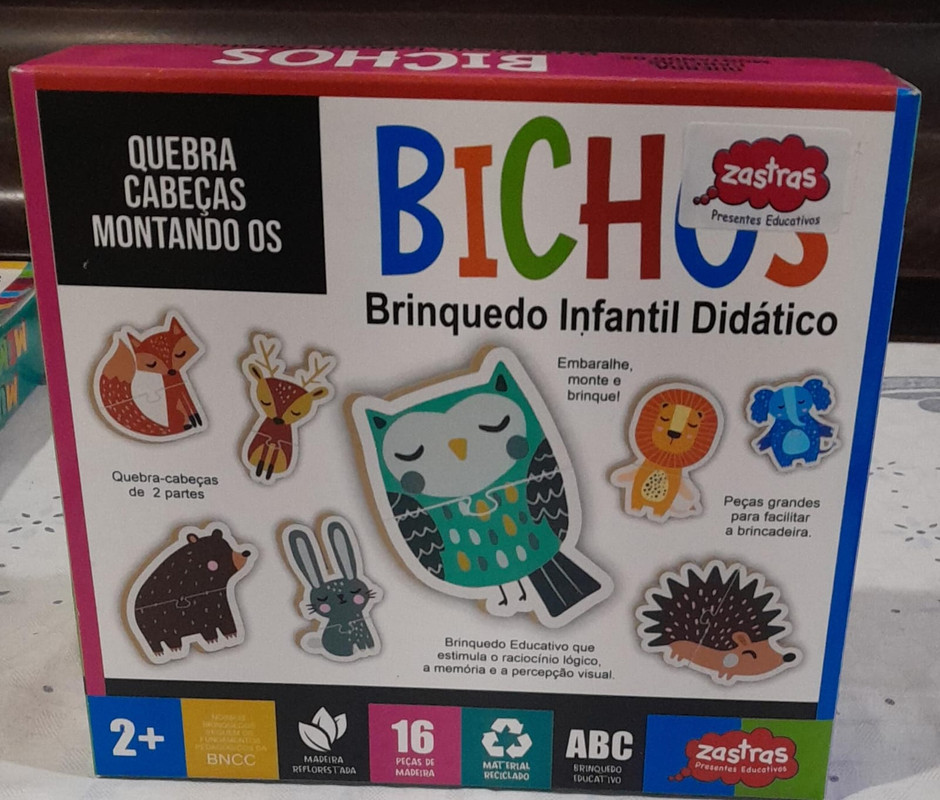 BICHOS
QUEBRA
CABEÇAS
MONTANDO OS
BICHOS
zastras
Presentes Educativos
Brinquedo Infantil Didático
Embaralhe,
monte e
brinque!
Quebra-cabeças
de 2 partes
Peças grandes
para facilitar
a brincadeira.
Brinquedo Educativo que
estimula o raciocínio lógico,
a memória e a percepção visual.
2+
BNCC
MADEIRA
REFLORESTADA
16
PEÇAS DE
MADEIRA
MATERIAL
RECICLADO
ABC
BRINQUEDO
EDUCATIVO
zastras
Presentes Educativos